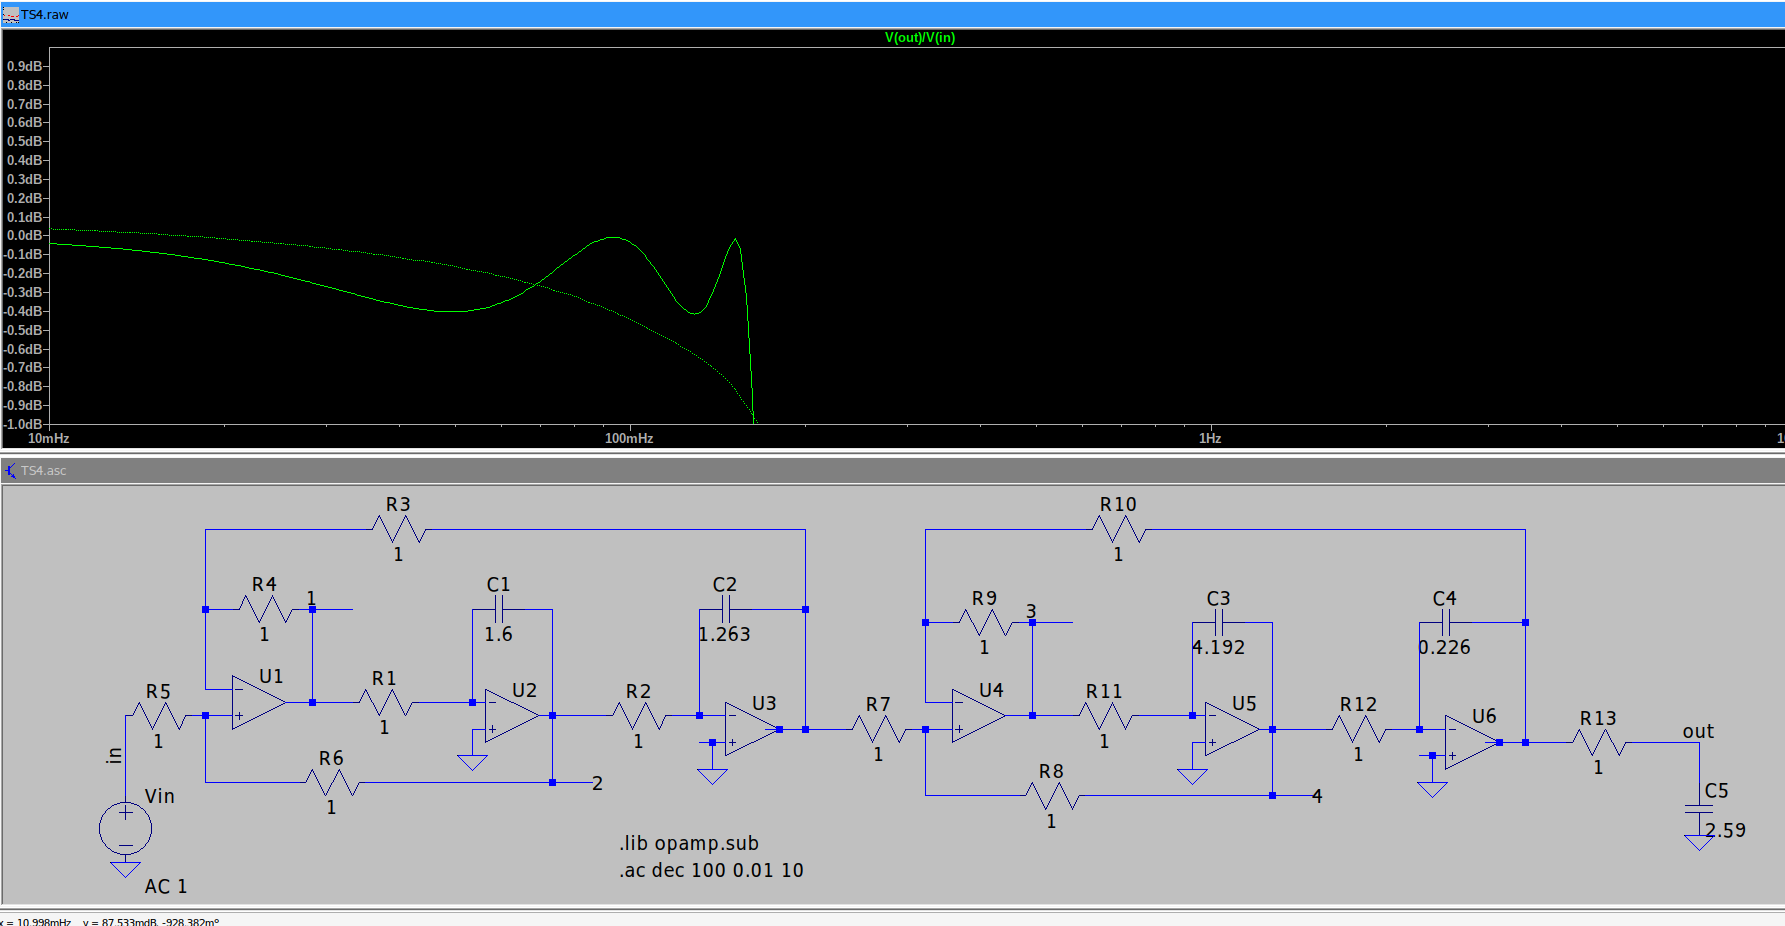 TS4.raw
V(out)/V(in)
0.9dB
0.8dB
0.7dB
0.6dB
0.5dB
0.4dB
0.3dB
0.2dB
0.1dB
0.0dB
-0.1dB
-0.2dB
-0.3dB
-0.4dB
-0.5dB
-0.6dB
-0.7dB
-0.8dB
-0.9dB
-1.0dB
10mHz 100mHz 1Hz
TS4.asc
R3 R10
1 1
R4 1 C1 C2 R9 3 C3 C4
1 1.6 1.263 1 4.192 0.226
R5 U1 R1 U2 R2 U3 R7 U4 R11 U5 R12 U6 R13 out
1 1 1 1 1 1 1
in R6 2 R8 4 C5
1 1 2.59
Vin
AC 1
.lib opamp.sub
.ac dec 100 0.01 10
x = 10.998mHz y = 87.533mdB, -928.382m°